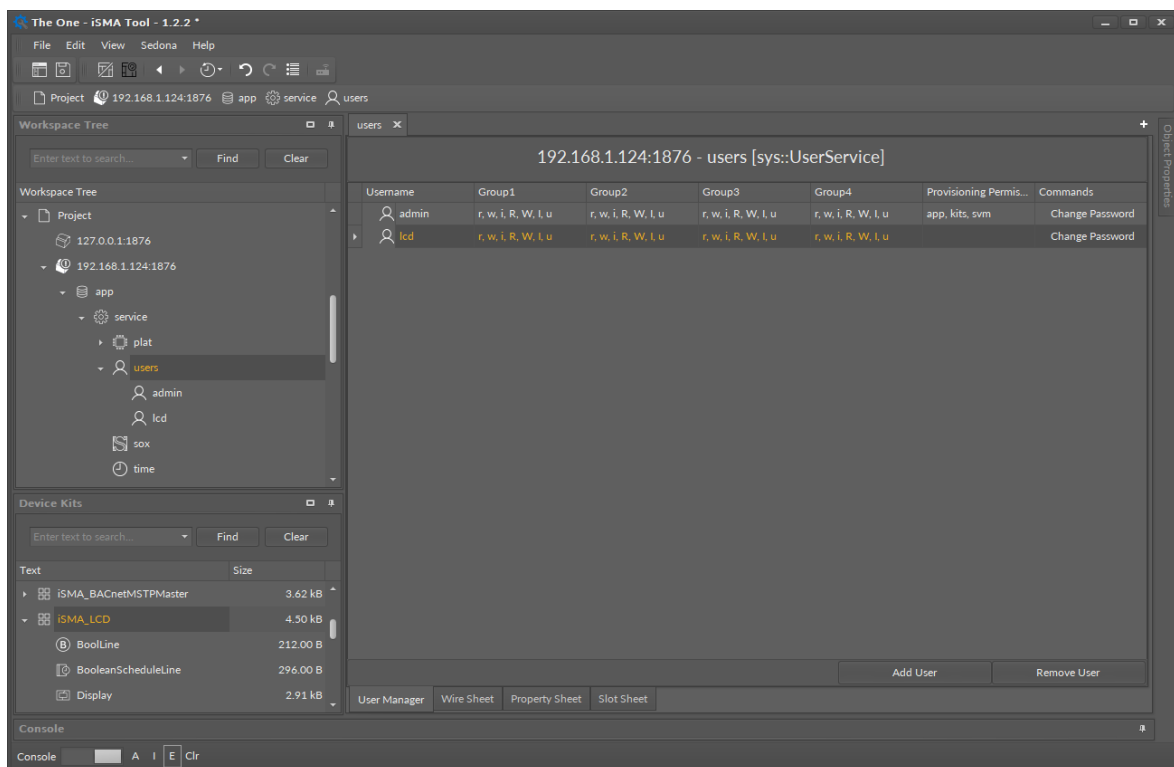 The One - iSMA Tool - 1.2.2 *
File Edit View Sedona Help
Project 192.168.1.124:1876 app service users
Workspace Tree
Enter text to search... Find Clear
Workspace Tree
Project
127.0.0.1:1876
192.168.1.124:1876
app
service
plat
users
admin
lcd
sox
time
Device Kits
Enter text to search... Find Clear
Text Size
iSMA_BACnetMSTPMaster 3.62 kB
iSMA_LCD 4.50 kB
B BoolLine 212.00 B
BooleanScheduleLine 296.00 B
Display 2.91 kB
users
192.168.1.124:1876 - users [sys::UserService]
Username Group1 Group2 Group3 Group4 Provisioning Permis... Commands
admin r, w, i, R, W, I, u r, w, i, R, W, I, u r, w, i, R, W, I, u r, w, i, R, W, I, u app, kits, svm Change Password
lcd r, w, i, R, W, I, u r, w, i, R, W, I, u r, w, i, R, W, I, u r, w, i, R, W, I, u Change Password
Add User Remove User
User Manager Wire Sheet Property Sheet Slot Sheet
Object Properties
Console
Console A I E Clr